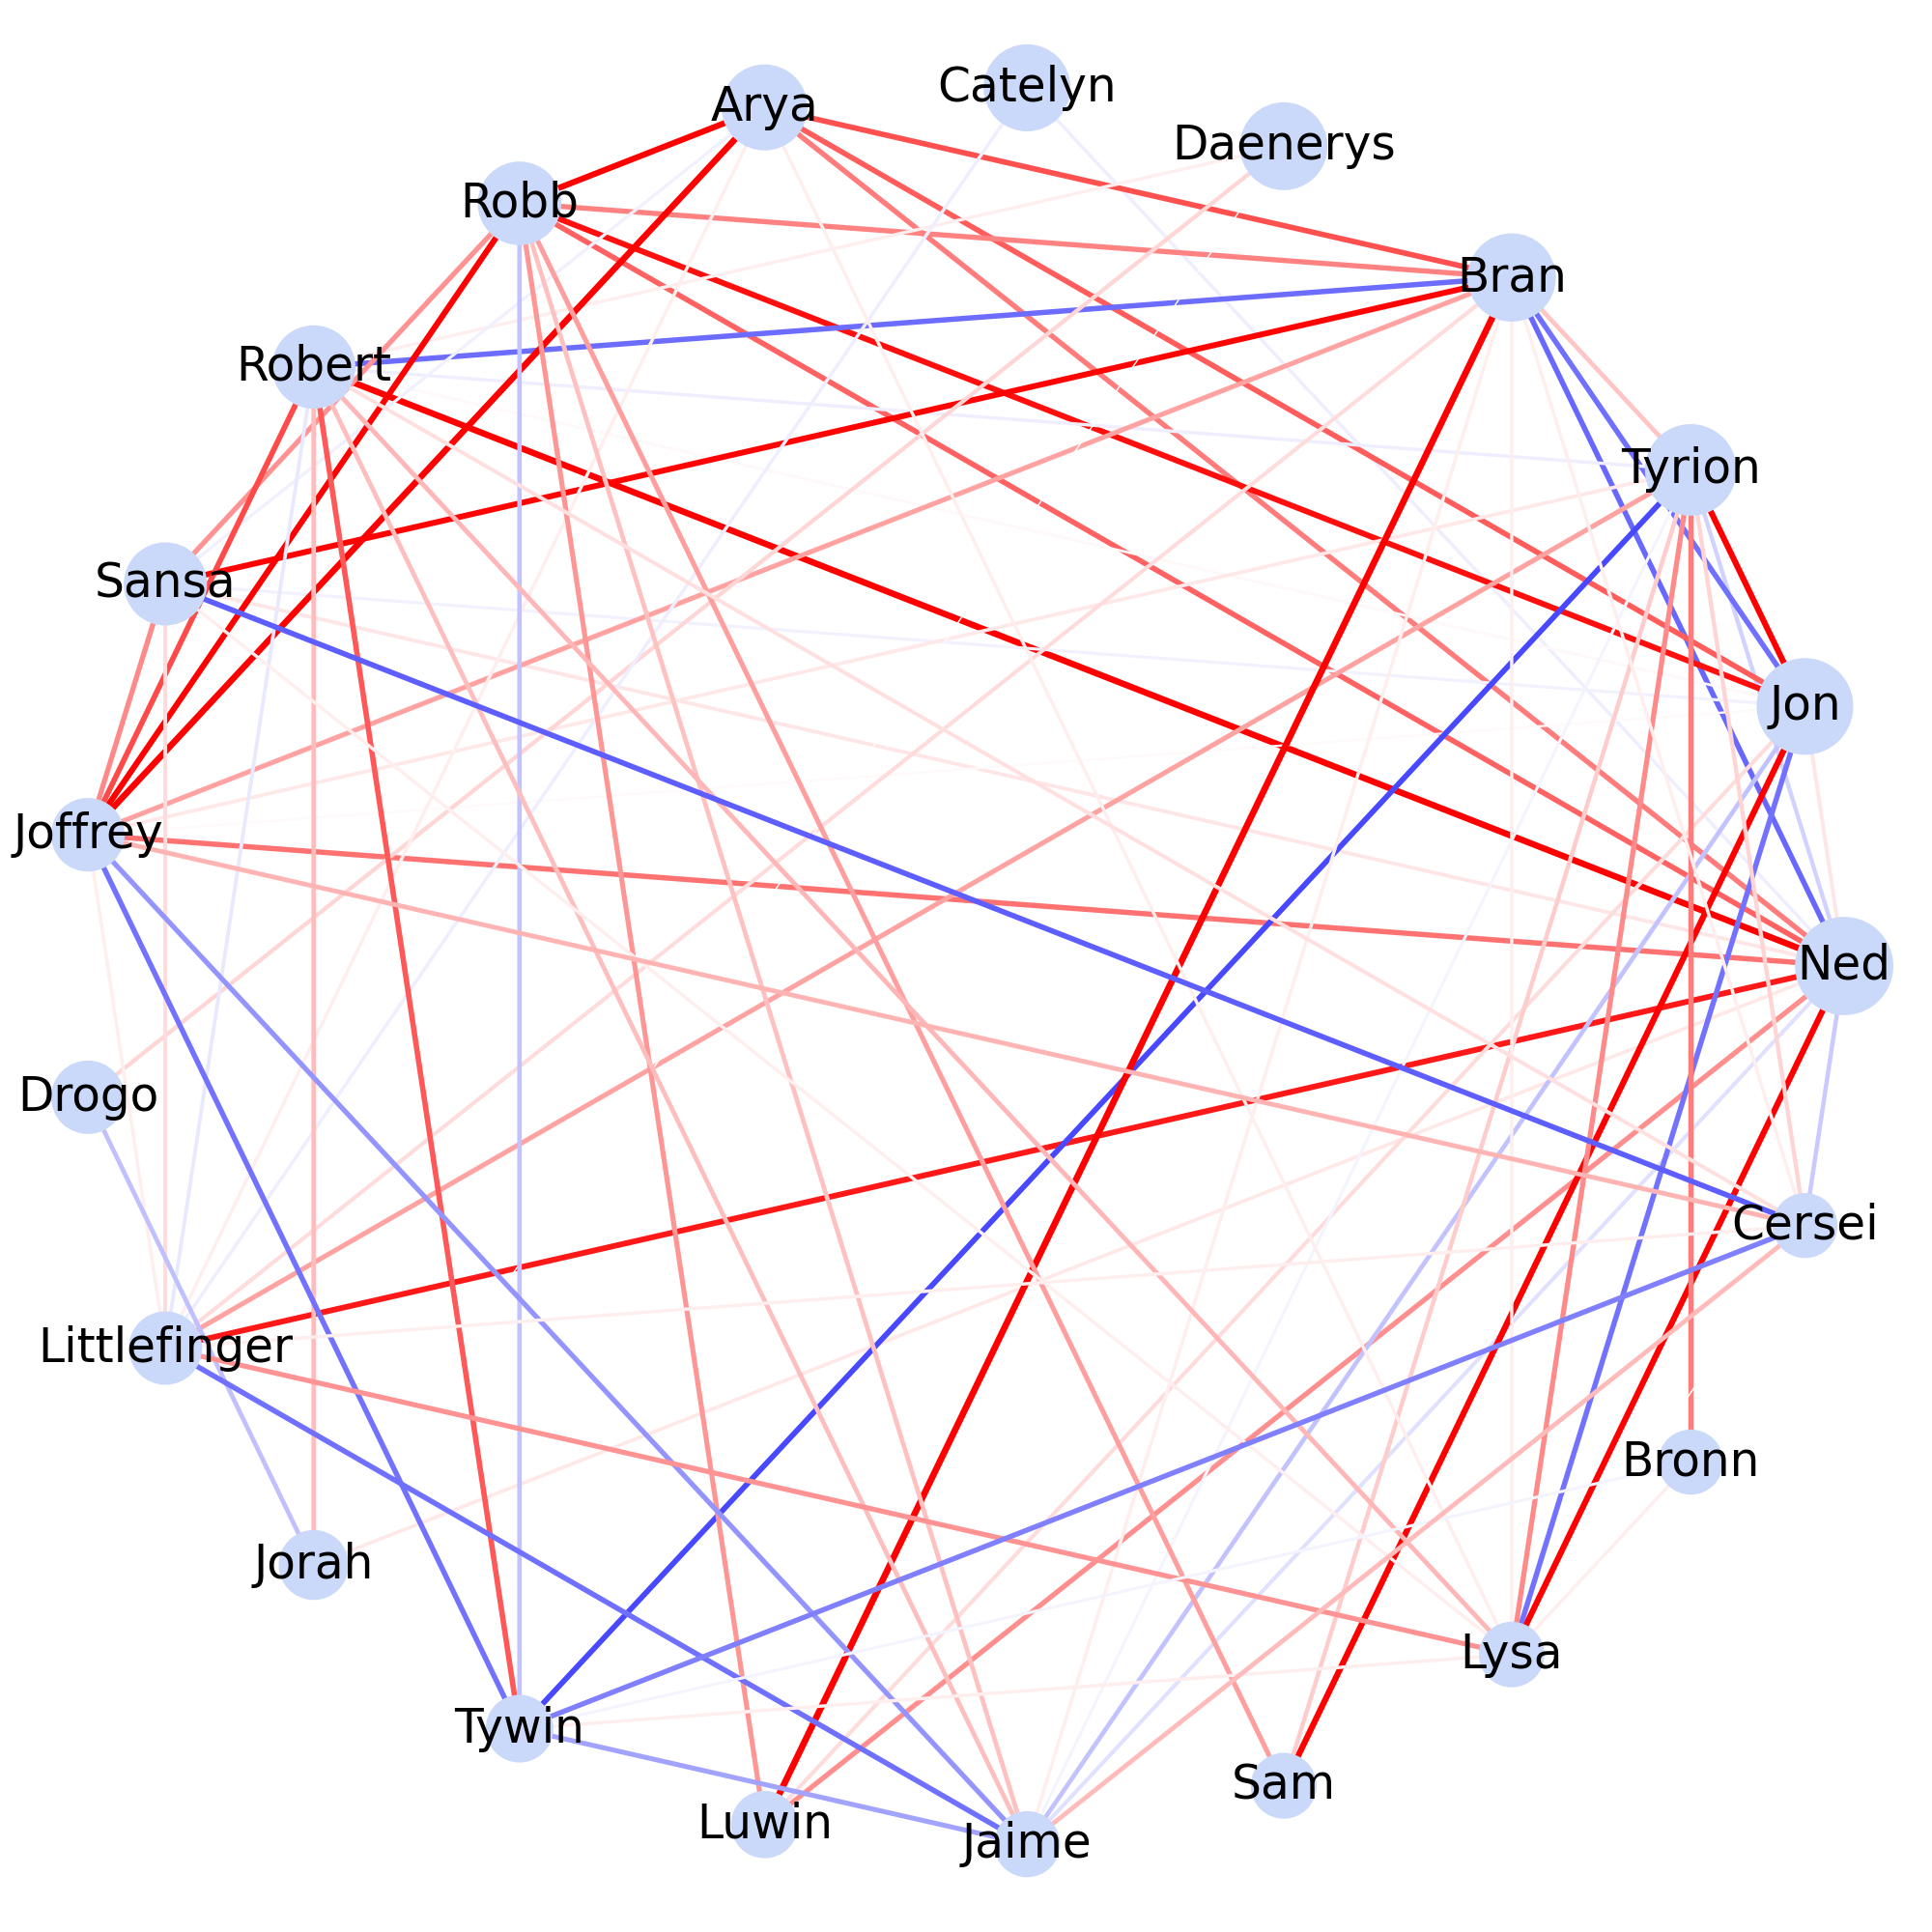 Catelyn
Arya
Daenerys
Robb
Bran
Robert
Tyrion
Sansa
Jon
Joffrey
Ned
Drogo
Cersei
Littlefinger
Bronn
Jorah
Lysa
Tywin
Sam
Luwin
Jaime